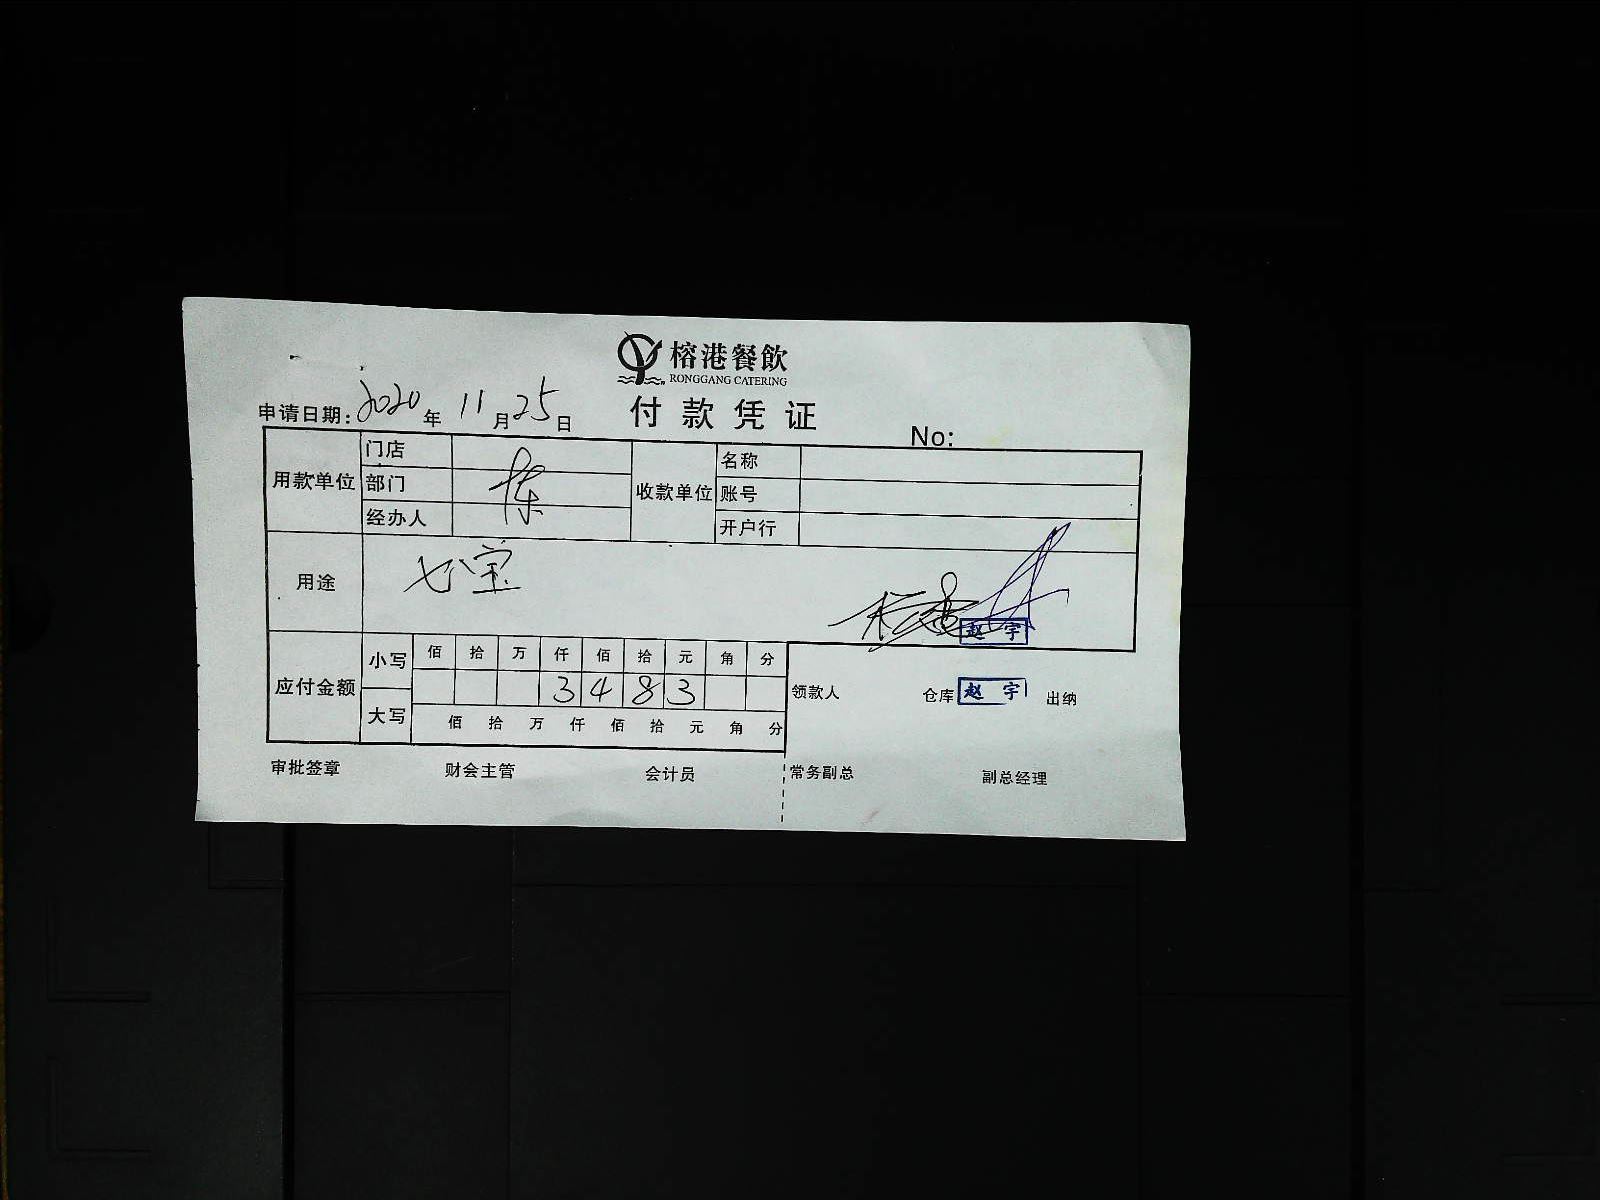 榕港餐飲
RONGGANG CATERING
付款凭证
申请日期: 2020 年 11 月 25 日
No:
用款单位 门店 收款单位 名称
部门 账号
经办人 开户行
用途 七宝
赵宇
应付金额 小写 佰 拾 万 仟 佰 拾 元 角 分
3 4 8 3
领款人 仓库 赵宇 出纳
大写 佰 拾 万 仟 佰 拾 元 角 分
审批签章 财会主管 会计员 常务副总 副总经理